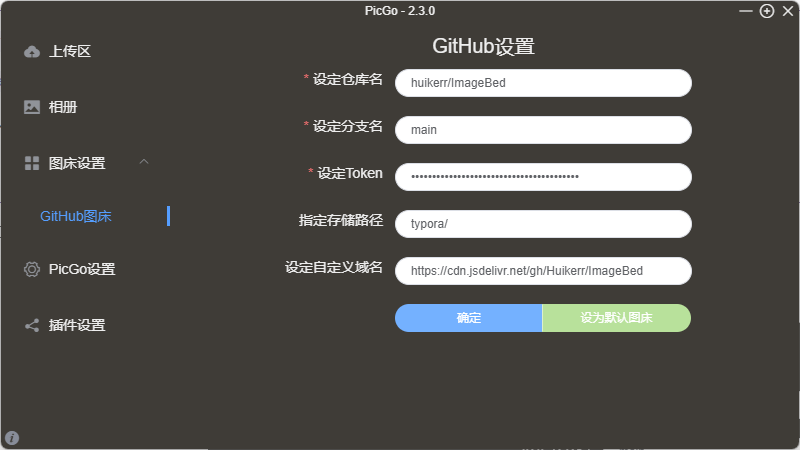 PicGo - 2.3.0
上传区
相册
图床设置
GitHub图床
PicGo设置
插件设置
GitHub设置
* 设定仓库名
huikerr/ImageBed
* 设定分支名
main
* 设定Token
••••••••••••••••••••••••••••••••••••••••
指定存储路径
typora/
设定自定义域名
https://cdn.jsdelivr.net/gh/Huikerr/ImageBed
确定
设为默认图床